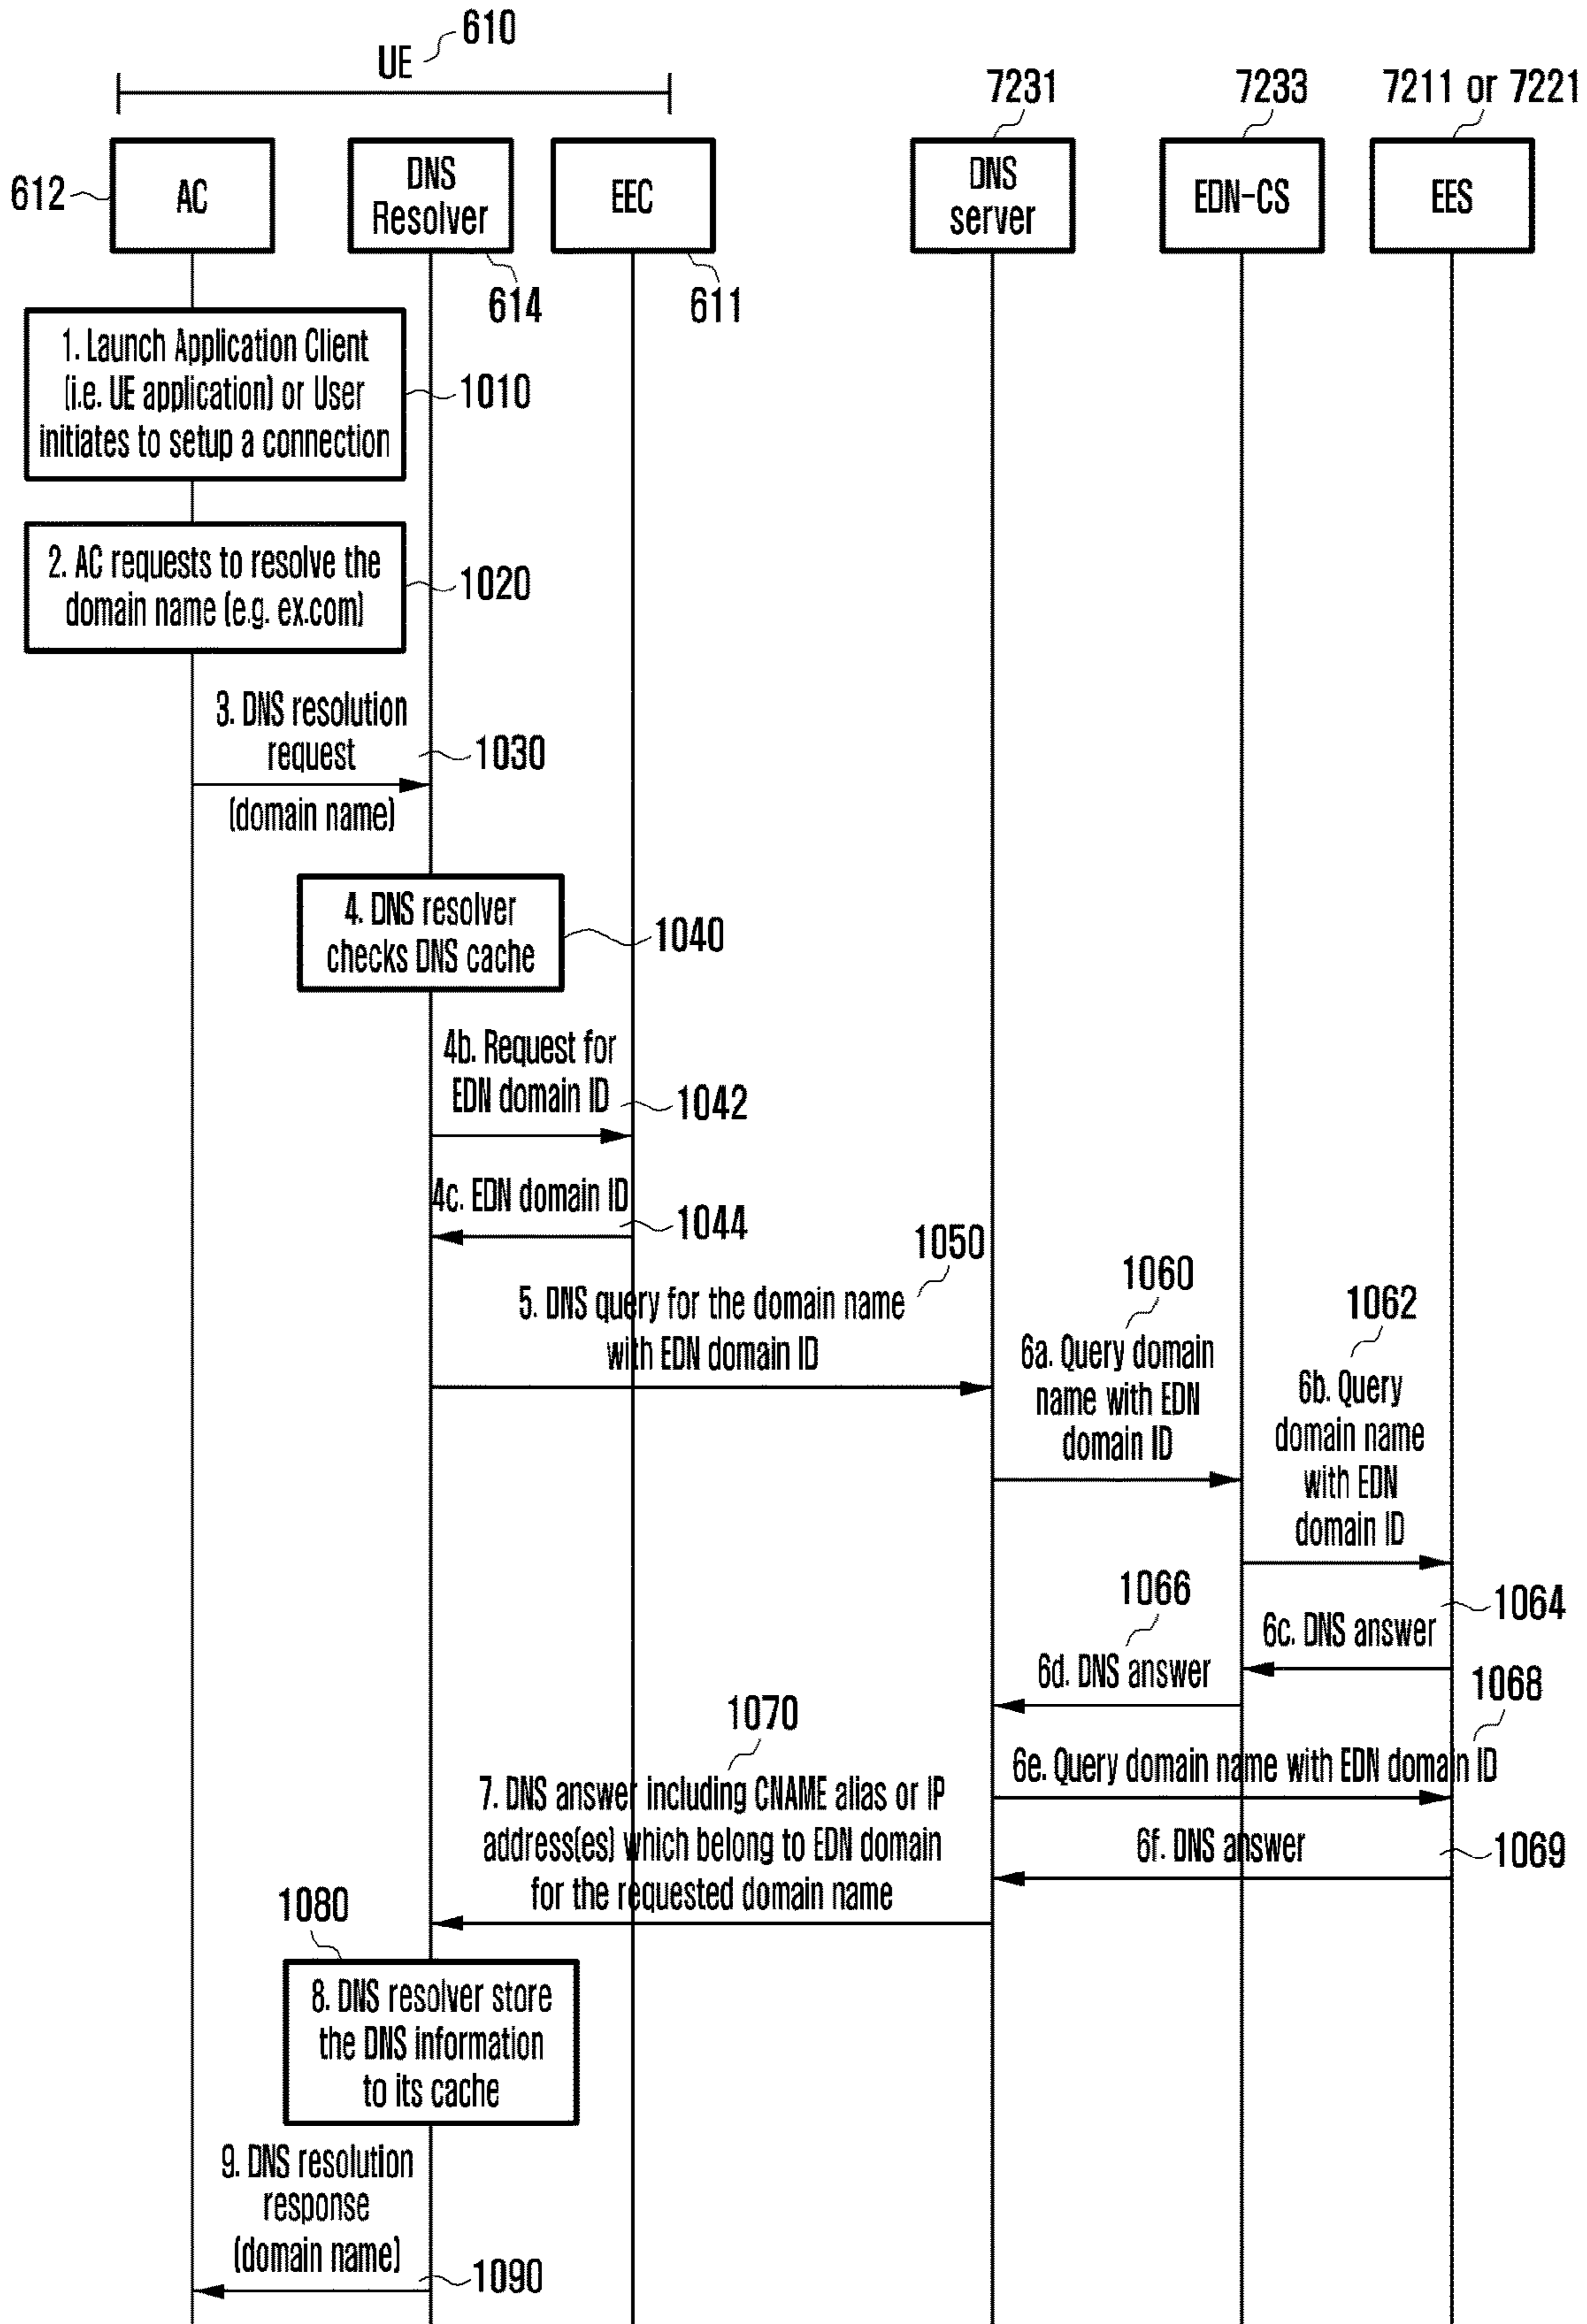 610
UE
7231
7233
7211 or 7221
612
AC
DNS
Resolver
EEC
DNS
server
EDN-CS
EES
614
611
1. Launch Application Client
(i.e. UE application) or User
initiates to setup a connection
1010
2. AC requests to resolve the
domain name (e.g. ex.com)
1020
3. DNS resolution
request
1030
(domain name)
4. DNS resolver
checks DNS cache
1040
4b. Request for
EDN domain ID
1042
4c. EDN domain ID
1044
1050
5. DNS query for the domain name
with EDN domain ID
1060
6a. Query domain
name with EDN
domain ID
1062
6b. Query
domain name
with EDN
domain ID
1064
6c. DNS answer
1066
6d. DNS answer
1068
6e. Query domain name with EDN domain ID
1069
6f. DNS answer
1070
7. DNS answer including CNAME alias or IP
address(es) which belong to EDN domain
for the requested domain name
1080
8. DNS resolver store
the DNS information
to its cache
9. DNS resolution
response
(domain name)
1090